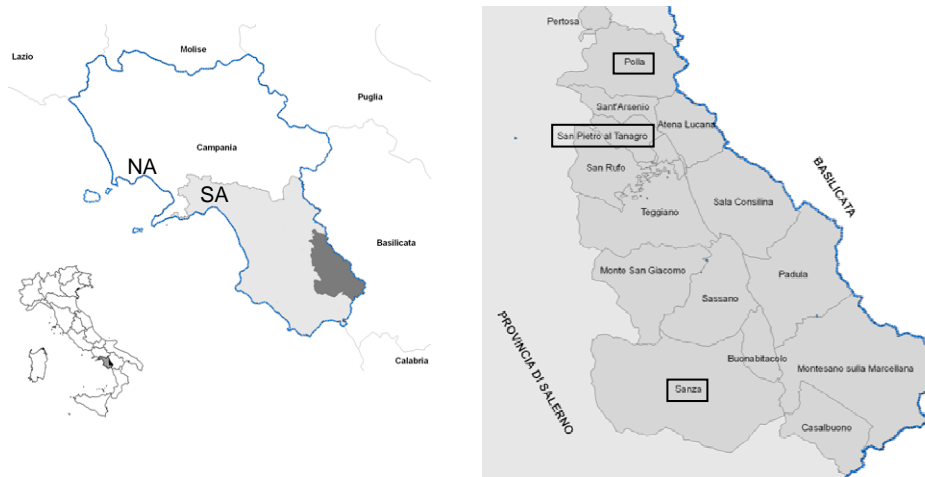 Molise
Lazio
Puglia
Campania
NA
SA
Basilicata
Calabria
Pertosa
Polla
Sant'Arsenio
Atena Lucana
San Pietro al Tanagro
San Rufo
BASILICATA
Sala Consilina
Teggiano
Monte San Giacomo
Padula
Sassano
PROVINCIA DI SALERNO
Buonabitacolo
Montesano sulla Marcellana
Sanza
Casalbuono